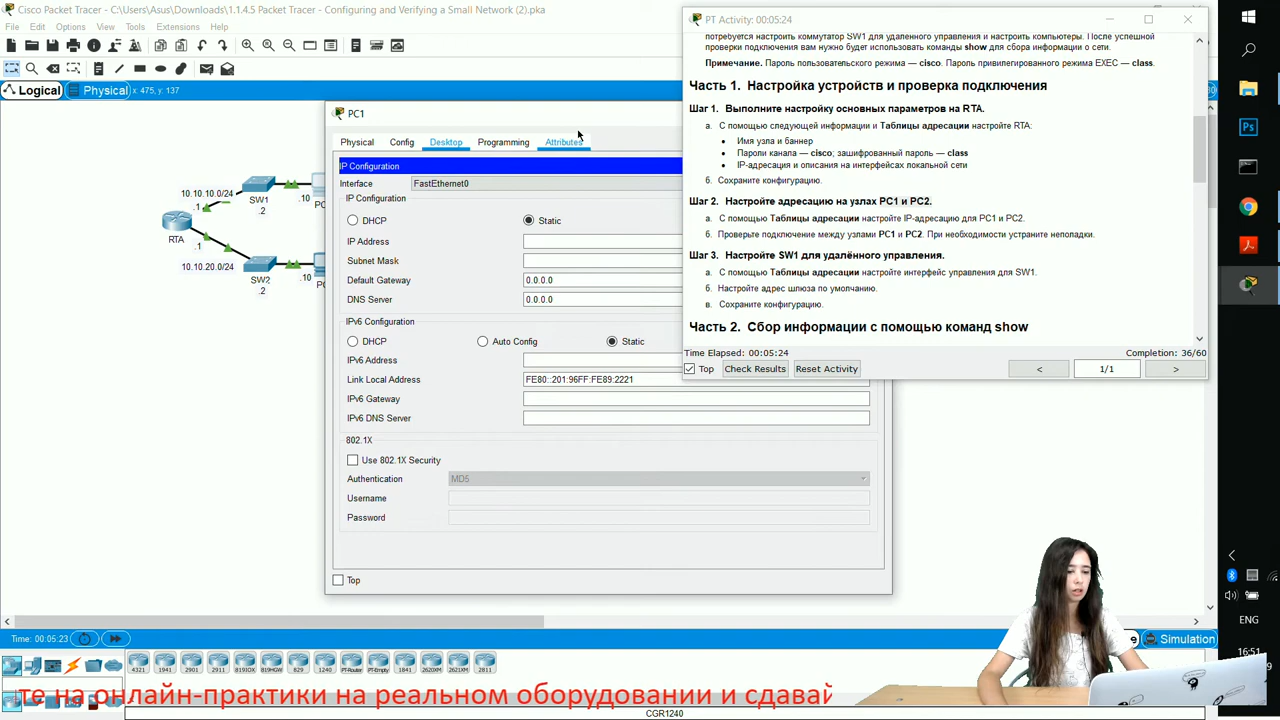 Cisco Packet Tracer - C:\Users\Asus\Downloads\1.1.4.5 Packet Tracer - Configuring and Verifying a Small Network (2).pka
File Edit Options View Tools Extensions Help
Logical Physical x: 475, y: 137
10.10.10.0/24
SW1
.2
.10
.1
RTA
.1
10.10.20.0/24
SW2
.2
.10
PC1
Physical Config Desktop Programming Attributes
IP Configuration
Interface FastEthernet0
IP Configuration
DHCP Static
IP Address
Subnet Mask
Default Gateway 0.0.0.0
DNS Server 0.0.0.0
IPv6 Configuration
DHCP Auto Config Static
IPv6 Address
Link Local Address FE80::201:96FF:FE89:2221
IPv6 Gateway
IPv6 DNS Server
802.1X
Use 802.1X Security
Authentication MD5
Username
Password
Top
PT Activity: 00:05:24
потребуется настроить коммутатор SW1 для удалённого управления и настроить компьютеры. После успешной
проверки подключения вам нужно будет использовать команды show для сбора информации о сети.
Примечание. Пароль пользовательского режима — cisco. Пароль привилегированного режима EXEC — class.
Часть 1. Настройка устройств и проверка подключения
Шаг 1. Выполните настройку основных параметров на RTA.
а. С помощью следующей информации и Таблицы адресации настройте RTA:
• Имя узла и баннер
• Пароли канала — cisco; зашифрованный пароль — class
• IP-адресация и описания на интерфейсах локальной сети
б. Сохраните конфигурацию.
Шаг 2. Настройте адресацию на узлах PC1 и PC2.
а. С помощью Таблицы адресации настройте IP-адресацию для PC1 и PC2.
б. Проверьте подключение между узлами PC1 и PC2. При необходимости устраните неполадки.
Шаг 3. Настройте SW1 для удалённого управления.
а. С помощью Таблицы адресации настройте интерфейс управления для SW1.
б. Настройте адрес шлюза по умолчанию.
в. Сохраните конфигурацию.
Часть 2. Сбор информации с помощью команд show
Time Elapsed: 00:05:24 Completion: 36/60
Top Check Results Reset Activity < 1/1 >
ENG
16:51
Time: 00:05:23
Simulation
4321 1941 2901 2911 819IOX 819HGW 829 1240 PT-Router PT-Empty 1841 2620XM 2621XM 2811
те на онлайн-практики на реальном оборудовании и сдавай
CGR1240